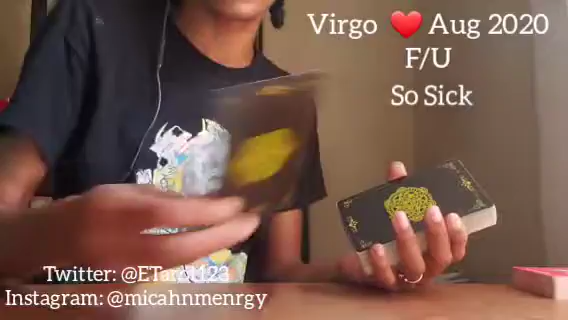 Virgo ❤️ Aug 2020
F/U
So Sick
Twitter: @ETarot123
Instagram: @micahnmenrgy